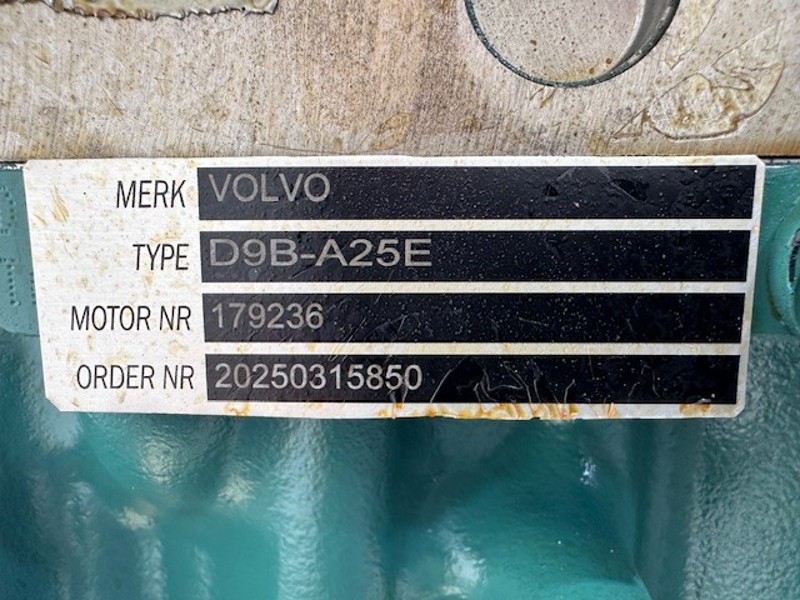 MERK VOLVO
TYPE D9B-A25E
MOTOR NR 179236
ORDER NR 20250315850